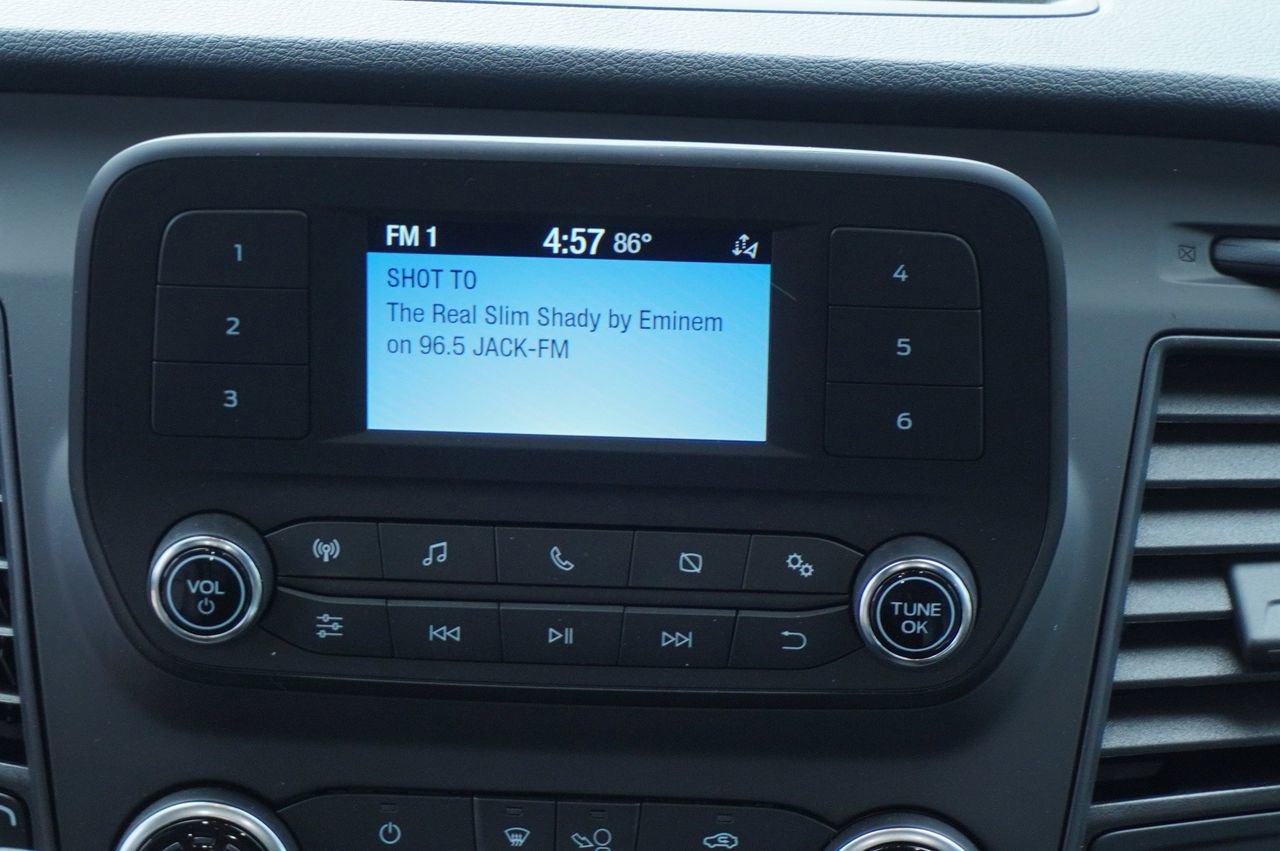 FM 1 4:57 86°
SHOT TO
The Real Slim Shady by Eminem
on 96.5 JACK-FM
1
2
3
4
5
6
VOL
TUNE
OK